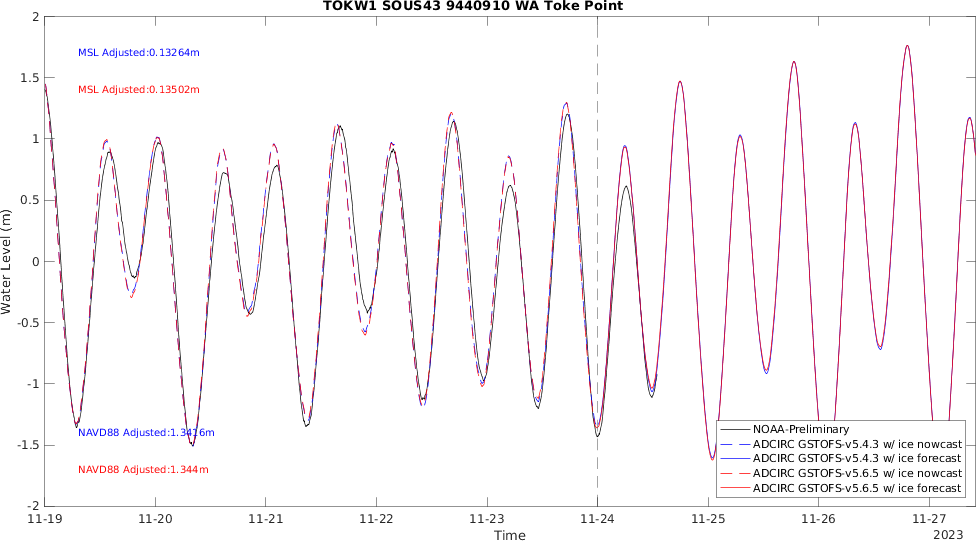 TOKW1 SOUS43 9440910 WA Toke Point
2
1.5
1
0.5
0
-0.5
-1
-1.5
-2
Water Level (m)
MSL Adjusted:0.13264m
MSL Adjusted:0.13502m
NAVD88 Adjusted:1.3416m
NAVD88 Adjusted:1.344m
NOAA-Preliminary
ADCIRC GSTOFS-v5.4.3 w/ ice nowcast
ADCIRC GSTOFS-v5.4.3 w/ ice forecast
ADCIRC GSTOFS-v5.6.5 w/ ice nowcast
ADCIRC GSTOFS-v5.6.5 w/ ice forecast
11-19 11-20 11-21 11-22 11-23 11-24 11-25 11-26 11-27
Time
2023